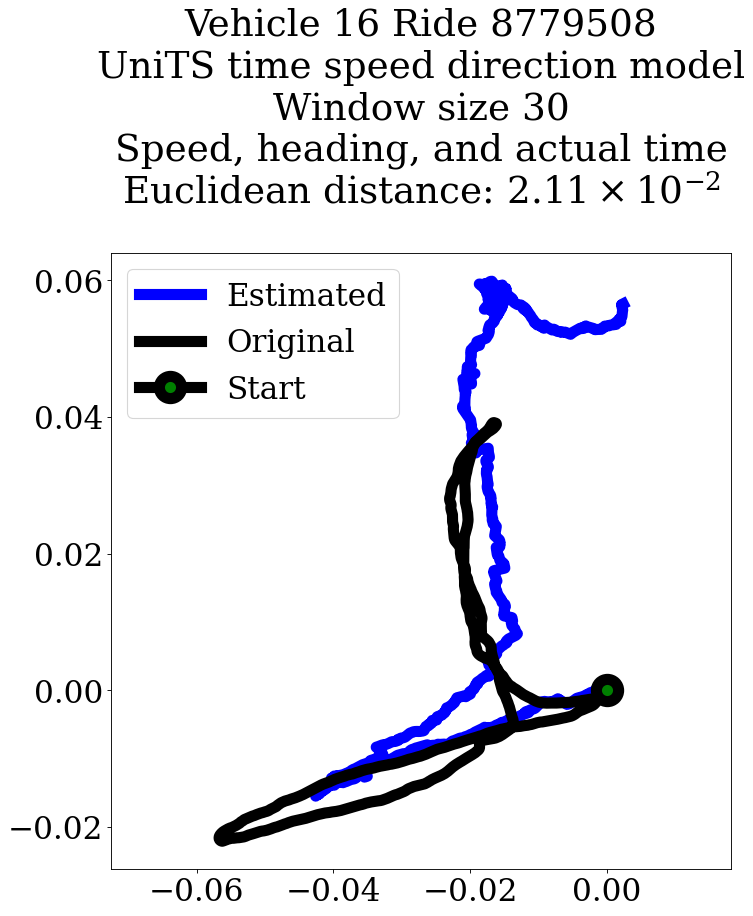 Vehicle 16 Ride 8779508
UniTS time speed direction model
Window size 30
Speed, heading, and actual time
Euclidean distance: 2.11 × 10⁻²
Estimated
Original
Start
0.06
0.04
0.02
0.00
−0.02
−0.06 −0.04 −0.02 0.00